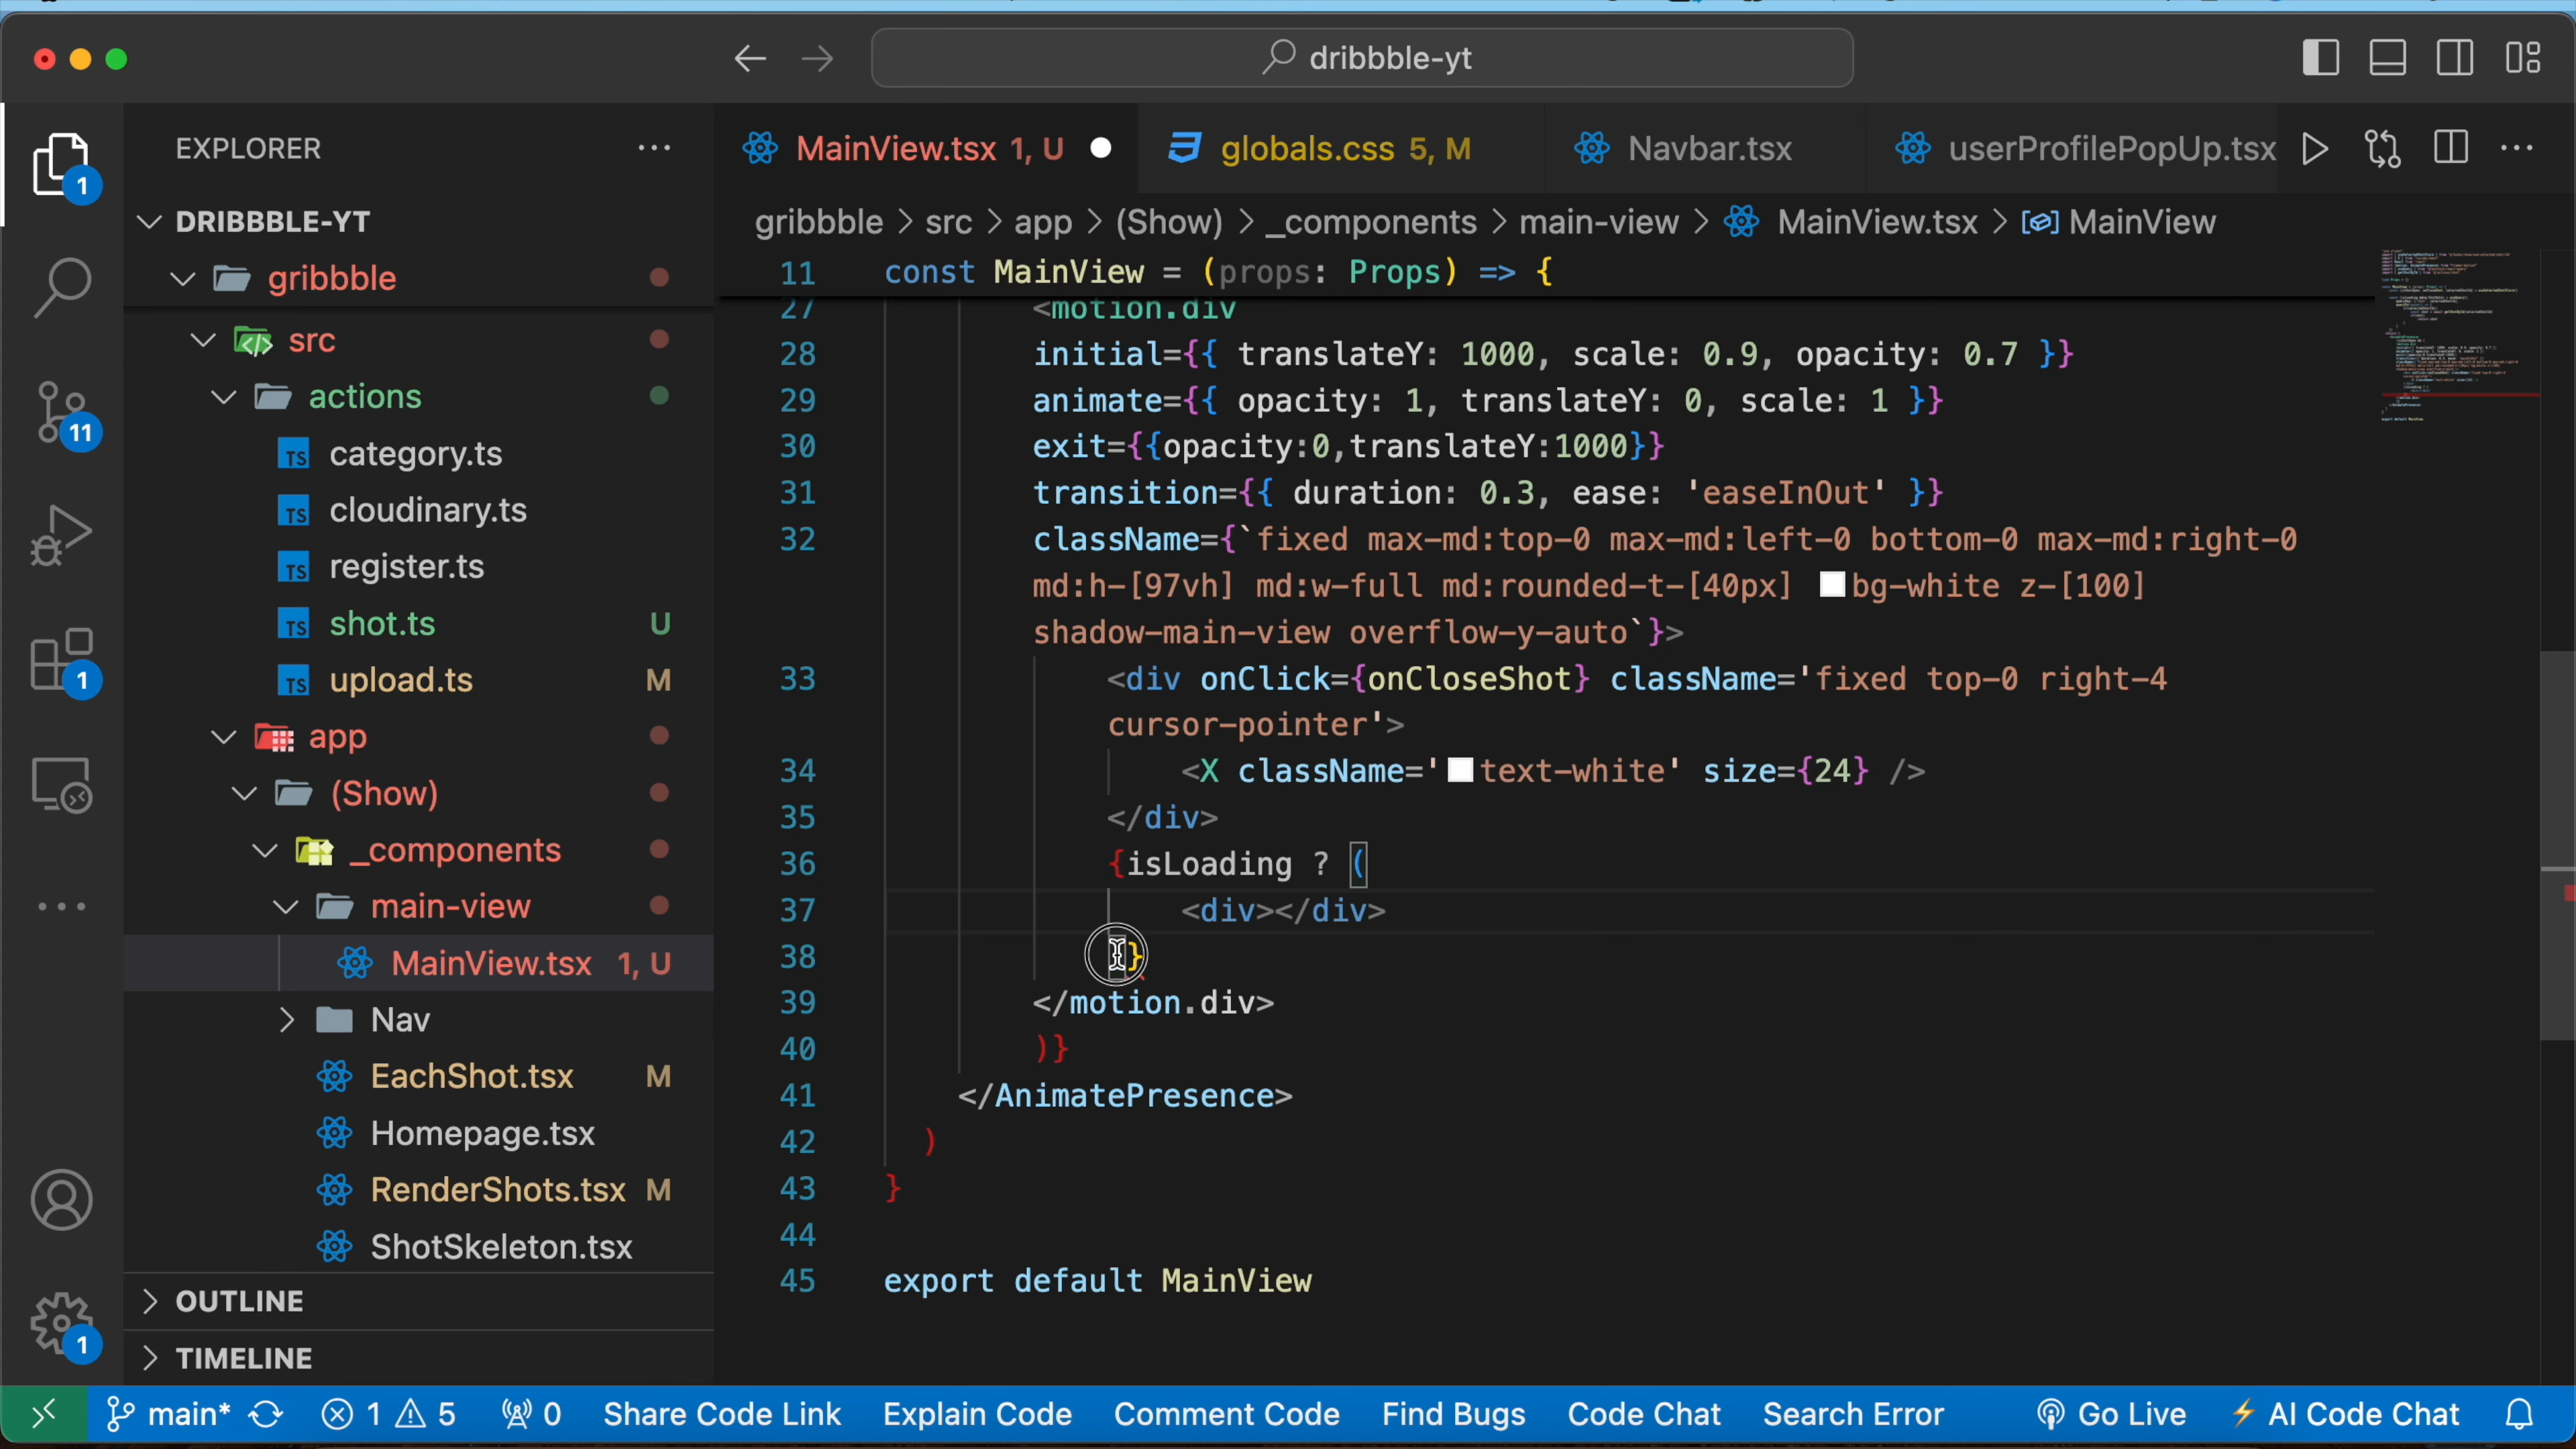 dribbble-yt
EXPLORER
MainView.tsx 1, U
globals.css 5, M
Navbar.tsx
userProfilePopUp.tsx
gribbble > src > app > (Show) > _components > main-view > MainView.tsx > MainView
DRIBBBLE-YT
gribbble
src
actions
TS category.ts
TS cloudinary.ts
TS register.ts
TS shot.ts U
TS upload.ts M
app
(Show)
_components
main-view
MainView.tsx 1, U
Nav
EachShot.tsx M
Homepage.tsx
RenderShots.tsx M
ShotSkeleton.tsx
OUTLINE
TIMELINE
1
11
1
1
11 const MainView = (props: Props) => {
27 <motion.div
28 initial={{ translateY: 1000, scale: 0.9, opacity: 0.7 }}
29 animate={{ opacity: 1, translateY: 0, scale: 1 }}
30 exit={{opacity:0,translateY:1000}}
31 transition={{ duration: 0.3, ease: 'easeInOut' }}
32 className={`fixed max-md:top-0 max-md:left-0 bottom-0 max-md:right-0
md:h-[97vh] md:w-full md:rounded-t-[40px] bg-white z-[100]
shadow-main-view overflow-y-auto`}>
33 <div onClick={onCloseShot} className='fixed top-0 right-4
cursor-pointer'>
34 <X className='text-white' size={24} />
35 </div>
36 {isLoading ? (
37 <div></div>
38 }
39 </motion.div>
40 )}
41 </AnimatePresence>
42 )
43 }
44
45 export default MainView
main* 1 5 0 Share Code Link Explain Code Comment Code Find Bugs Code Chat Search Error Go Live AI Code Chat